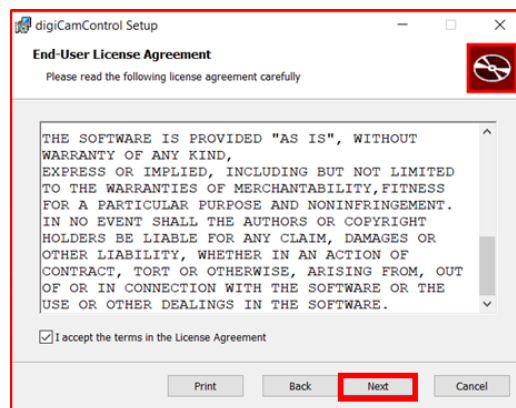 digiCamControl Setup
End-User License Agreement
Please read the following license agreement carefully
THE SOFTWARE IS PROVIDED "AS IS", WITHOUT
WARRANTY OF ANY KIND,
EXPRESS OR IMPLIED, INCLUDING BUT NOT LIMITED
TO THE WARRANTIES OF MERCHANTABILITY,FITNESS
FOR A PARTICULAR PURPOSE AND NONINFRINGEMENT.
IN NO EVENT SHALL THE AUTHORS OR COPYRIGHT
HOLDERS BE LIABLE FOR ANY CLAIM, DAMAGES OR
OTHER LIABILITY, WHETHER IN AN ACTION OF
CONTRACT, TORT OR OTHERWISE, ARISING FROM, OUT
OF OR IN CONNECTION WITH THE SOFTWARE OR THE
USE OR OTHER DEALINGS IN THE SOFTWARE.
I accept the terms in the License Agreement
Print Back Next Cancel